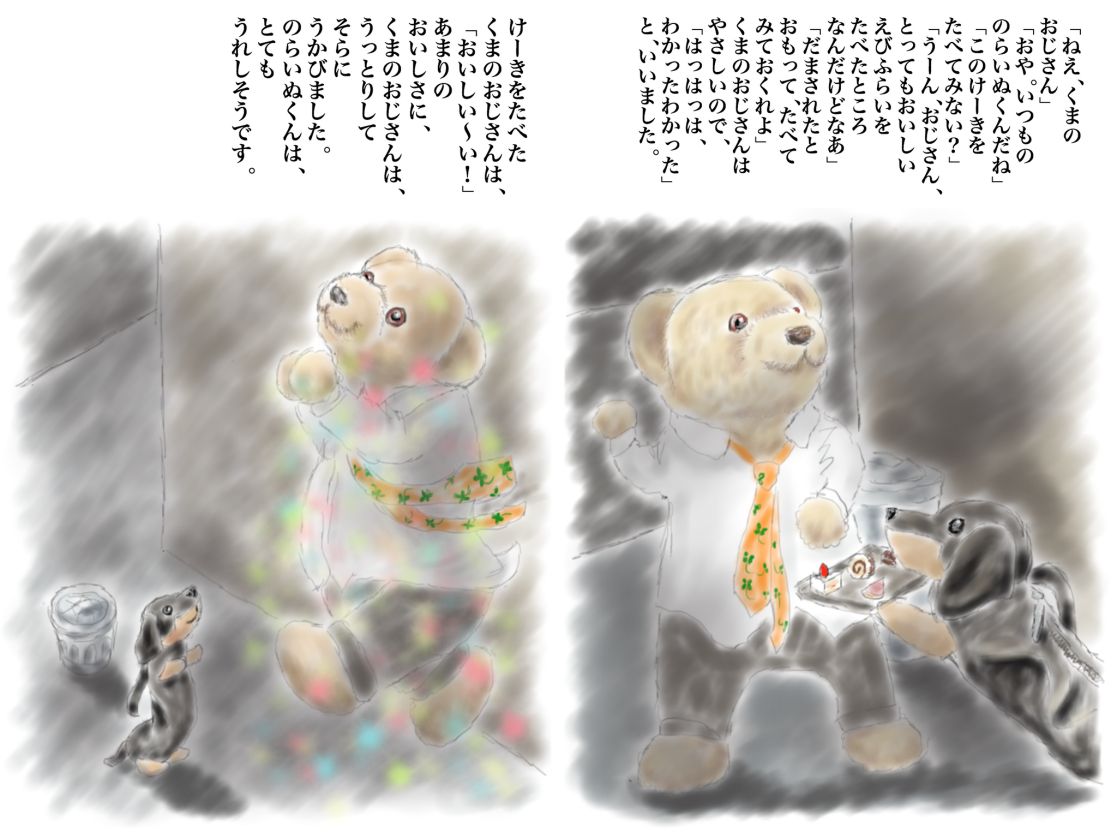 「ねえ、くまの
おじさん」
「おや。いつもの
のらいぬくんだね」
「このけーきを
たべてみない？」
「うーん、おじさん、
とってもおいしい
えびふらいを
たべたところ
なんだけどなあ」
「だまされたと
おもって、たべて
みておくれよ」
くまのおじさんは
やさしいので、
「はっはっは、
わかったわかった」
と、いいました。
けーきをたべた
くまのおじさんは、
「おいしい～い！」
あまりの
おいしさに、
くまのおじさんは、
うっとりして
そらに
うかびました。
のらいぬくんは、
とても
うれしそうです。